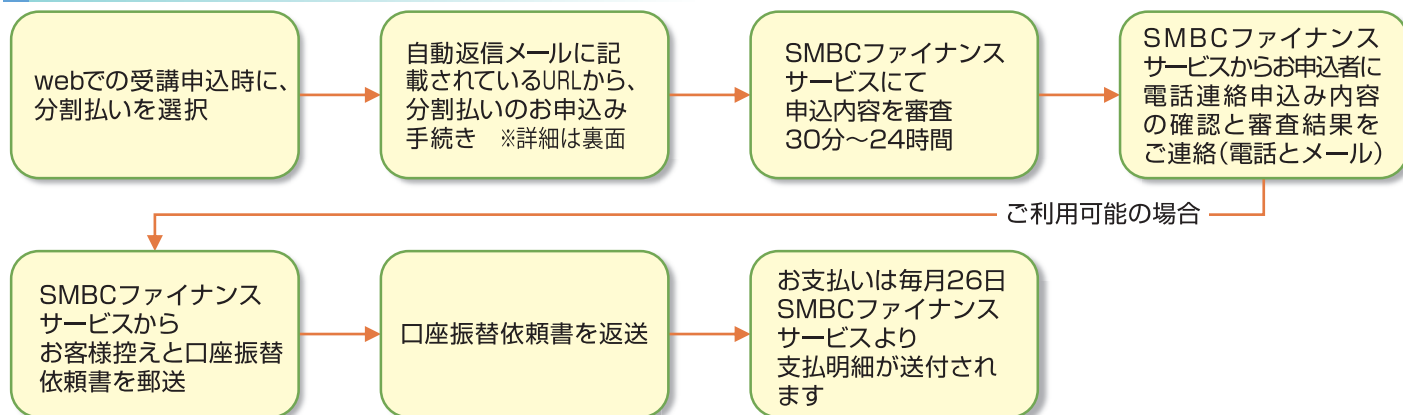 webでの受講申込時に、
分割払いを選択
自動返信メールに記
載されているURLから、
分割払いのお申込み
手続き　※詳細は裏面
SMBCファイナンス
サービスにて
申込内容を審査
30分～24時間
SMBCファイナンス
サービスからお申込者に
電話連絡申込み内容
の確認と審査結果を
ご連絡(電話とメール)
ご利用可能の場合
SMBCファイナンス
サービスから
お客様控えと口座振替
依頼書を郵送
口座振替依頼書を返送
お支払いは毎月26日
SMBCファイナンス
サービスより
支払明細が送付され
ます